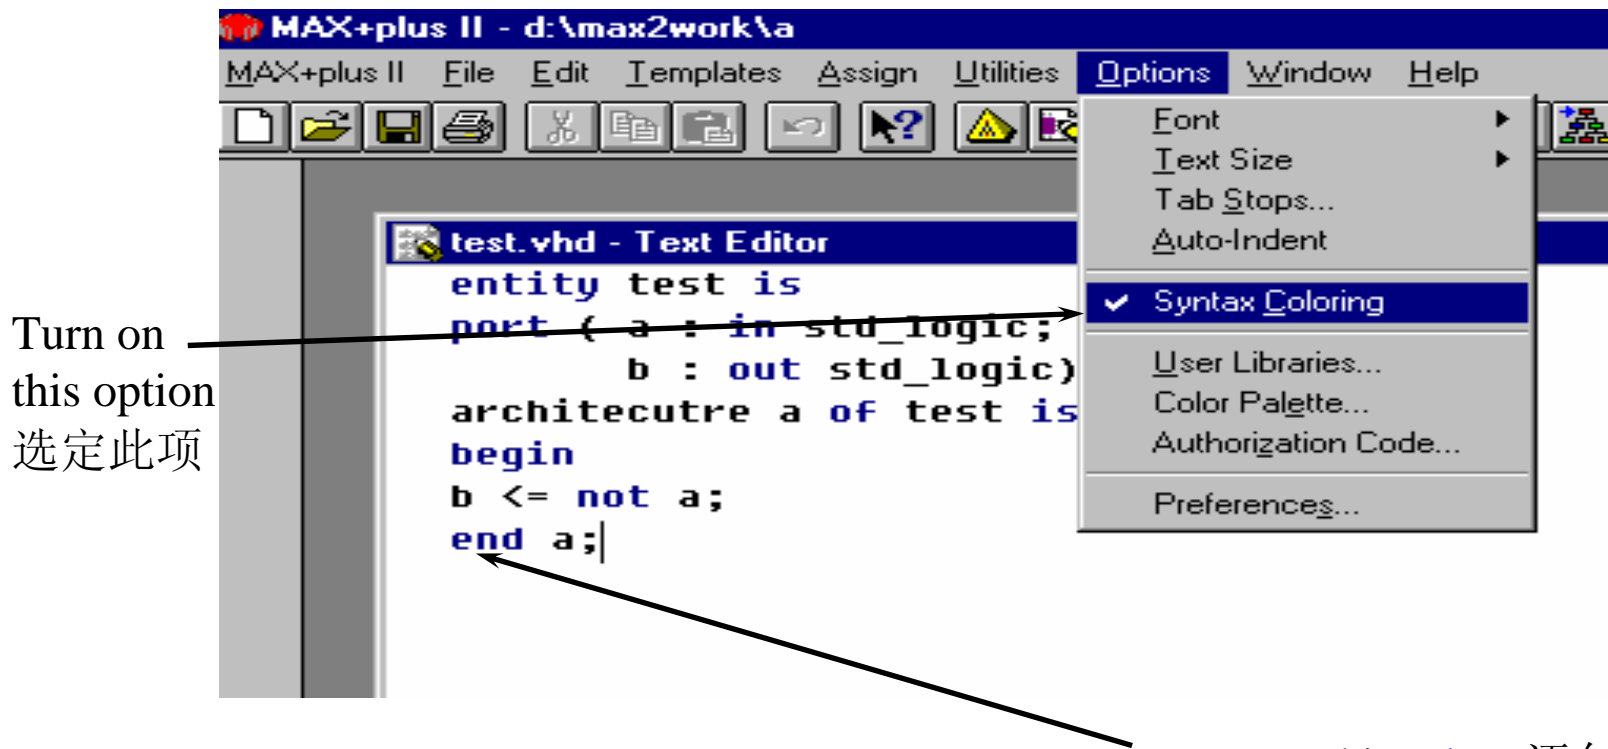 MAX+plus II - d:\max2work\a
MAX+plus II File Edit Templates Assign Utilities Options Window Help
Font
Text Size
Tab Stops...
Auto-Indent
Syntax Coloring
User Libraries...
Color Palette...
Authorization Code...
Preferences...
test.vhd - Text Editor
entity test is
port ( a : in std_logic;
b : out std_logic)
architecutre a of test is
begin
b <= not a;
end a;
Turn on
this option
选定此项